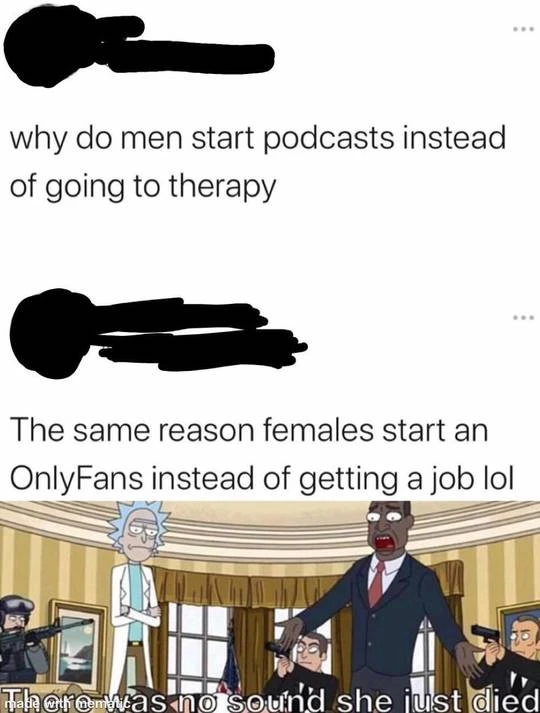 why do men start podcasts instead
of going to therapy
The same reason females start an
OnlyFans instead of getting a job lol
There was no sound she just died
made with mematic